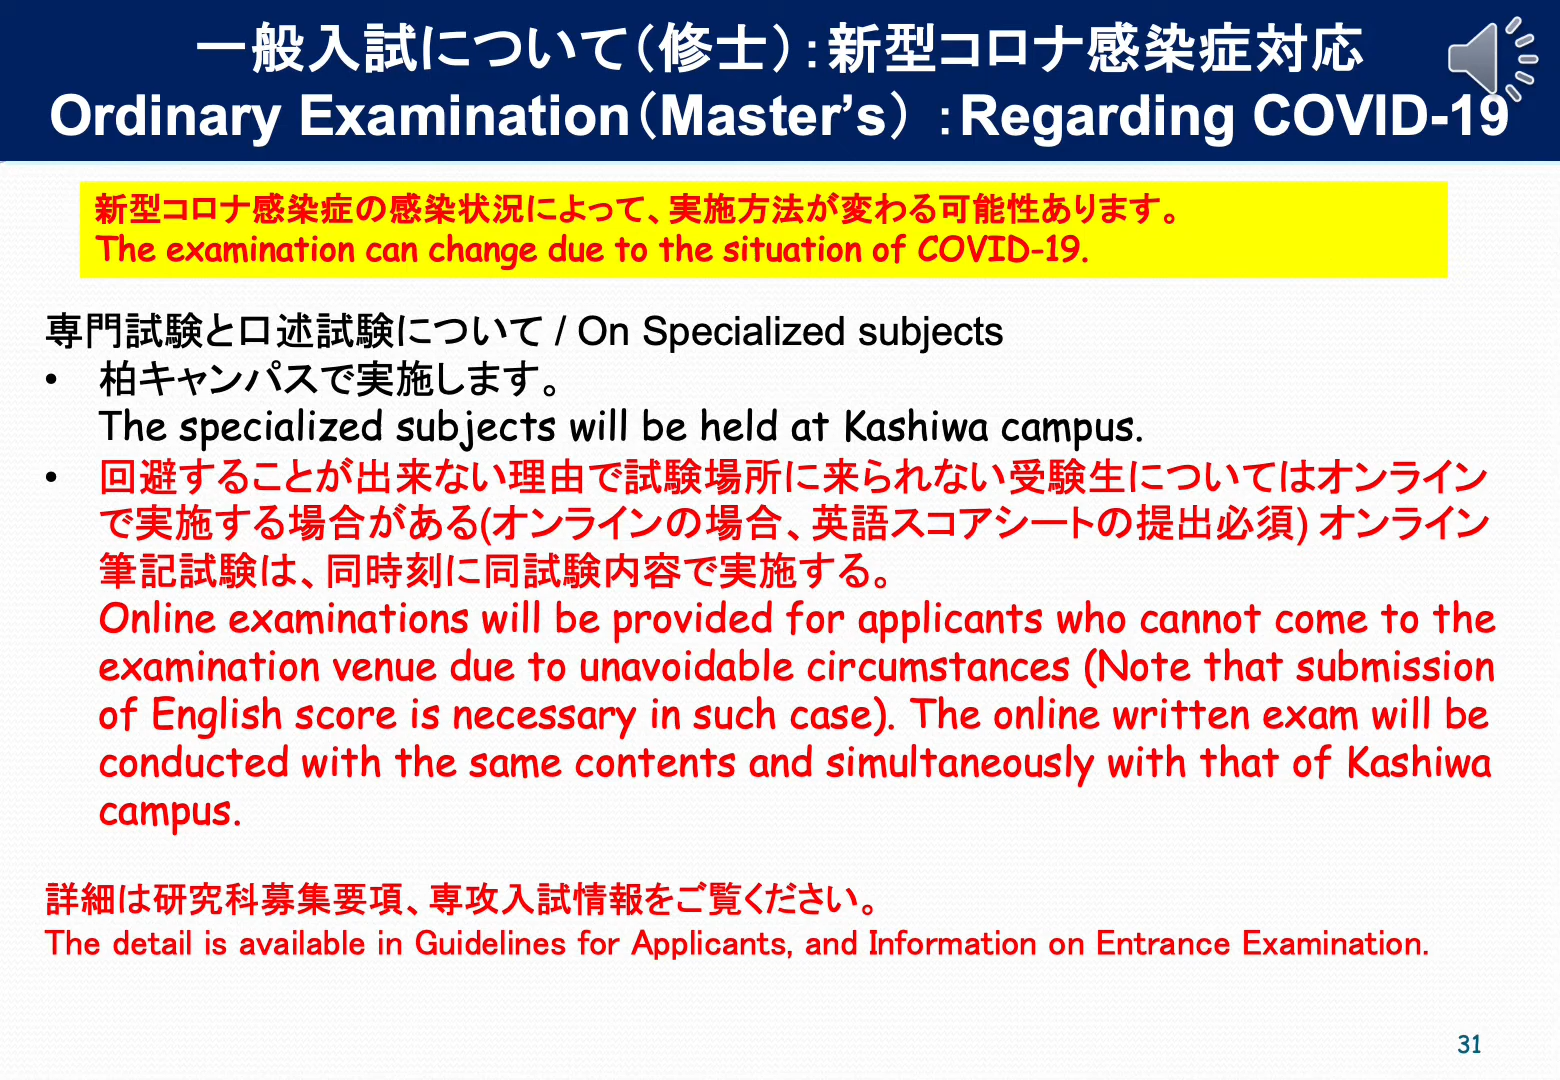 一般入試について（修士）：新型コロナ感染症対応
Ordinary Examination（Master’s）：Regarding COVID-19
新型コロナ感染症の感染状況によって、実施方法が変わる可能性あります。
The examination can change due to the situation of COVID-19.
専門試験と口述試験について / On Specialized subjects
• 柏キャンパスで実施します。
The specialized subjects will be held at Kashiwa campus.
• 回避することが出来ない理由で試験場所に来られない受験生についてはオンライン
で実施する場合がある(オンラインの場合、英語スコアシートの提出必須) オンライン
筆記試験は、同時刻に同試験内容で実施する。
Online examinations will be provided for applicants who cannot come to the
examination venue due to unavoidable circumstances (Note that submission
of English score is necessary in such case). The online written exam will be
conducted with the same contents and simultaneously with that of Kashiwa
campus.
詳細は研究科募集要項、専攻入試情報をご覧ください。
The detail is available in Guidelines for Applicants, and Information on Entrance Examination.
31